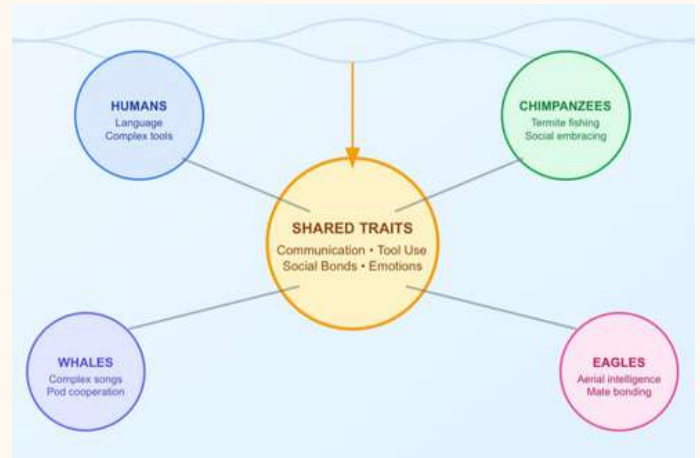 HUMANS
Language
Complex tools
CHIMPANZEES
Termite fishing
Social embracing
SHARED TRAITS
Communication • Tool Use
Social Bonds • Emotions
WHALES
Complex songs
Pod cooperation
EAGLES
Aerial intelligence
Mate bonding